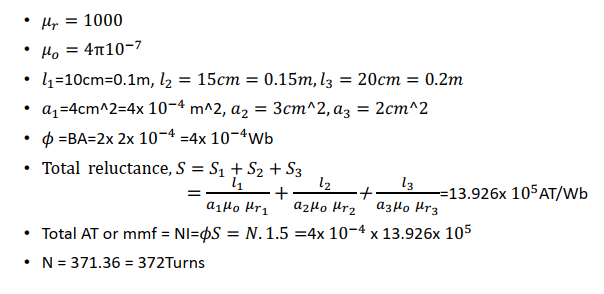 • μᵣ = 1000
• μₒ = 4π10⁻⁷
• l₁=10cm=0.1m, l₂ = 15cm = 0.15m, l₃ = 20cm = 0.2m
• a₁=4cm^2=4x 10⁻⁴ m^2, a₂ = 3cm^2, a₃ = 2cm^2
• ϕ =BA=2x 2x 10⁻⁴ =4x 10⁻⁴Wb
• Total reluctance, S = S₁ + S₂ + S₃
= l₁/(a₁μₒ μᵣ₁) + l₂/(a₂μₒ μᵣ₂) + l₃/(a₃μₒ μᵣ₃)=13.926x 10⁵AT/Wb
• Total AT or mmf = NI=ϕS = N. 1.5 =4x 10⁻⁴ x 13.926x 10⁵
• N = 371.36 = 372Turns